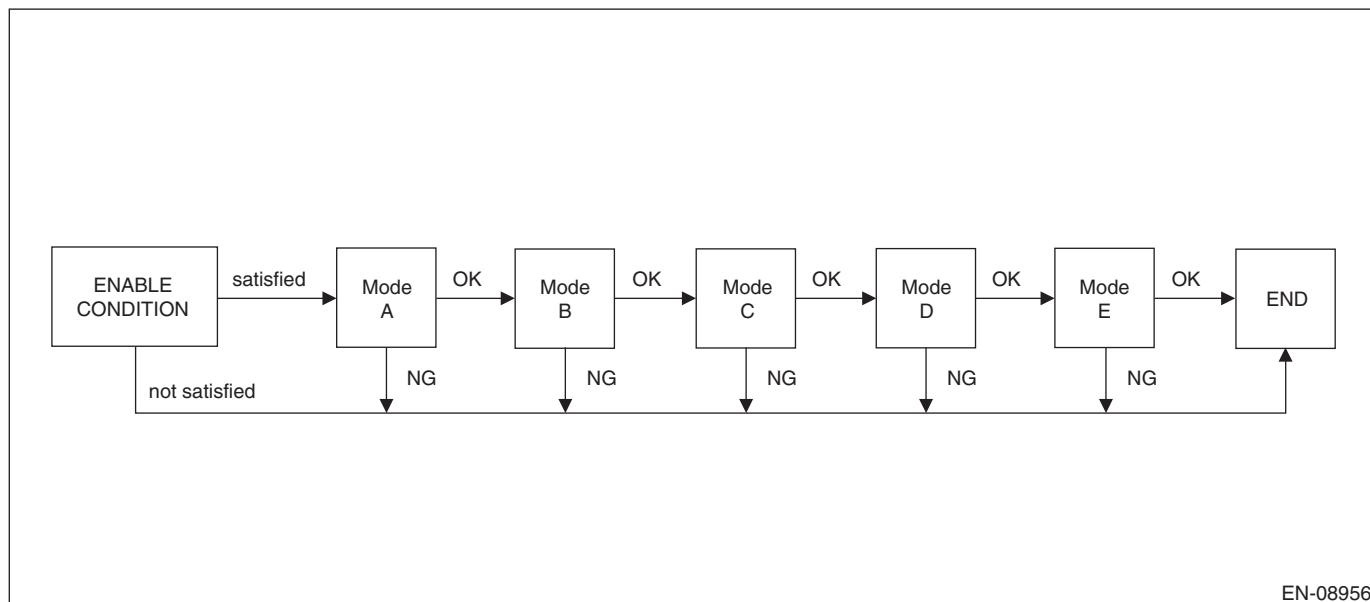 ENABLE
CONDITION
satisfied
Mode
A
OK
Mode
B
OK
Mode
C
OK
Mode
D
OK
Mode
E
OK
END
not satisfied
NG
NG
NG
NG
NG
EN-08956